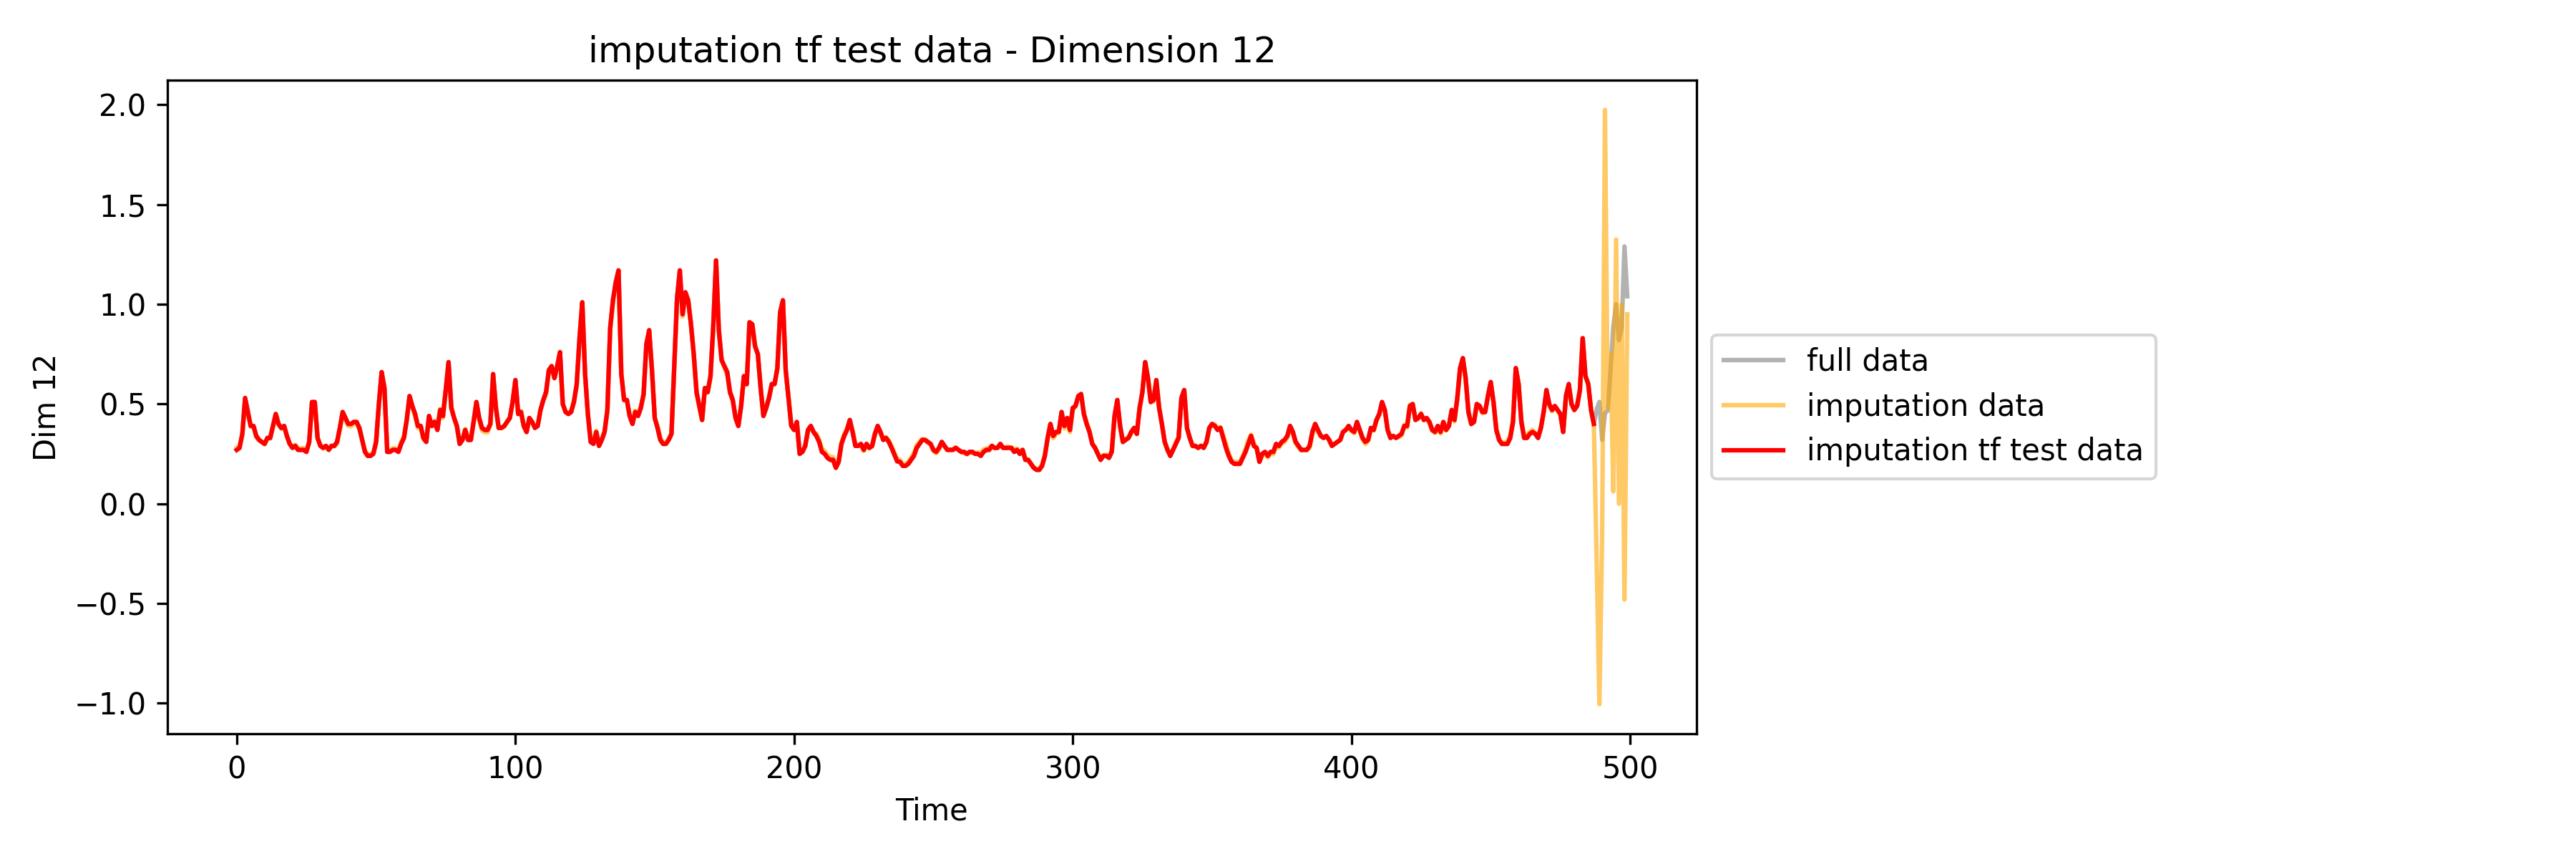 imputation tf test data - Dimension 12
2.0
1.5
1.0
0.5
0.0
−0.5
−1.0
Dim 12
0 100 200 300 400 500
Time
full data
imputation data
imputation tf test data